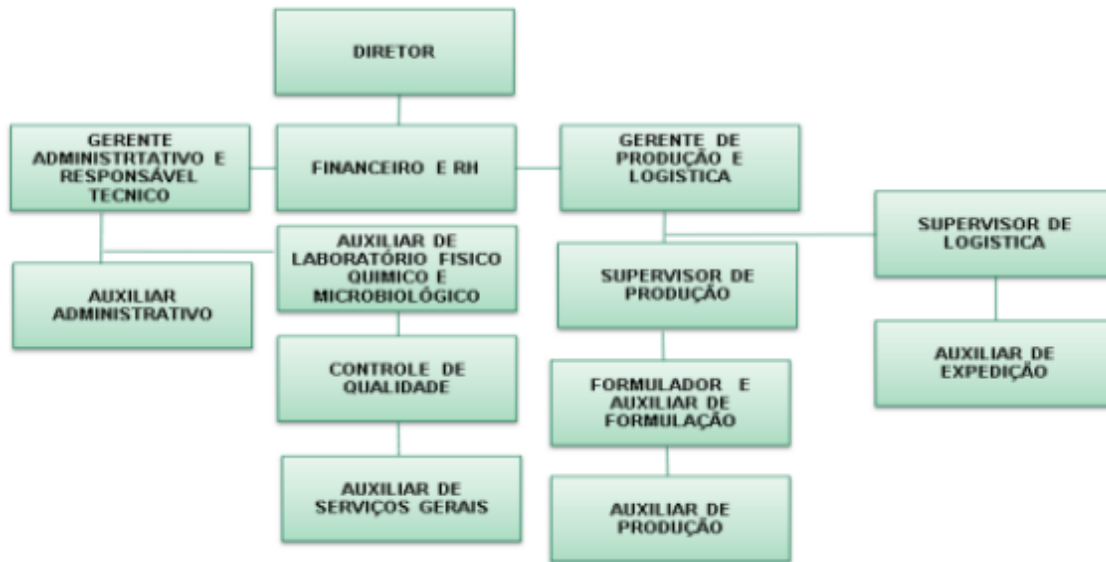 DIRETOR
GERENTE
ADMINISTRTATIVO E
RESPONSÁVEL
TECNICO
FINANCEIRO E RH
GERENTE DE
PRODUÇÃO E
LOGISTICA
SUPERVISOR DE
LOGISTICA
AUXILIAR DE
LABORATÓRIO FISICO
QUIMICO E
MICROBIOLÓGICO
SUPERVISOR DE
PRODUÇÃO
AUXILIAR
ADMINISTRATIVO
CONTROLE DE
QUALIDADE
FORMULADOR E
AUXILIAR DE
FORMULAÇÃO
AUXILIAR DE
EXPEDIÇÃO
AUXILIAR DE
SERVIÇOS GERAIS
AUXILIAR DE
PRODUÇÃO